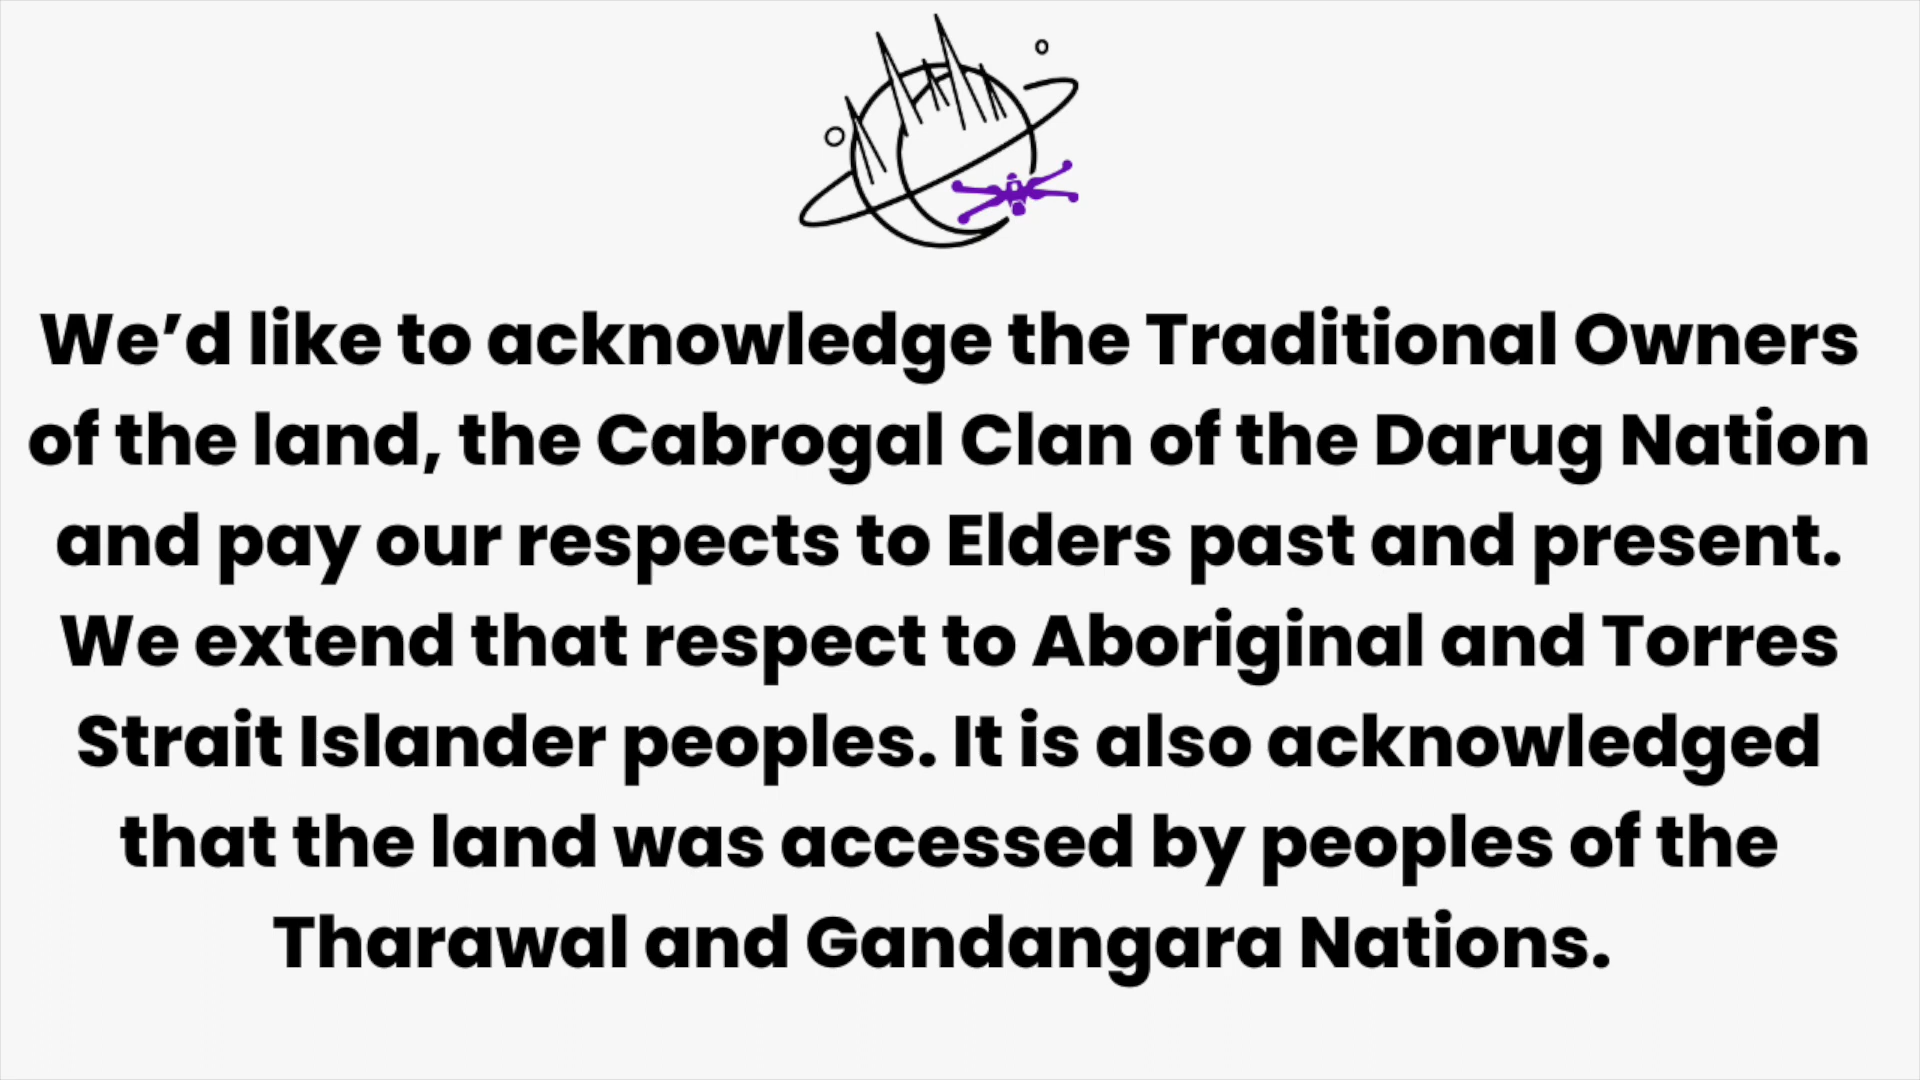 We’d like to acknowledge the Traditional Owners
of the land, the Cabrogal Clan of the Darug Nation
and pay our respects to Elders past and present.
We extend that respect to Aboriginal and Torres
Strait Islander peoples. It is also acknowledged
that the land was accessed by peoples of the
Tharawal and Gandangara Nations.